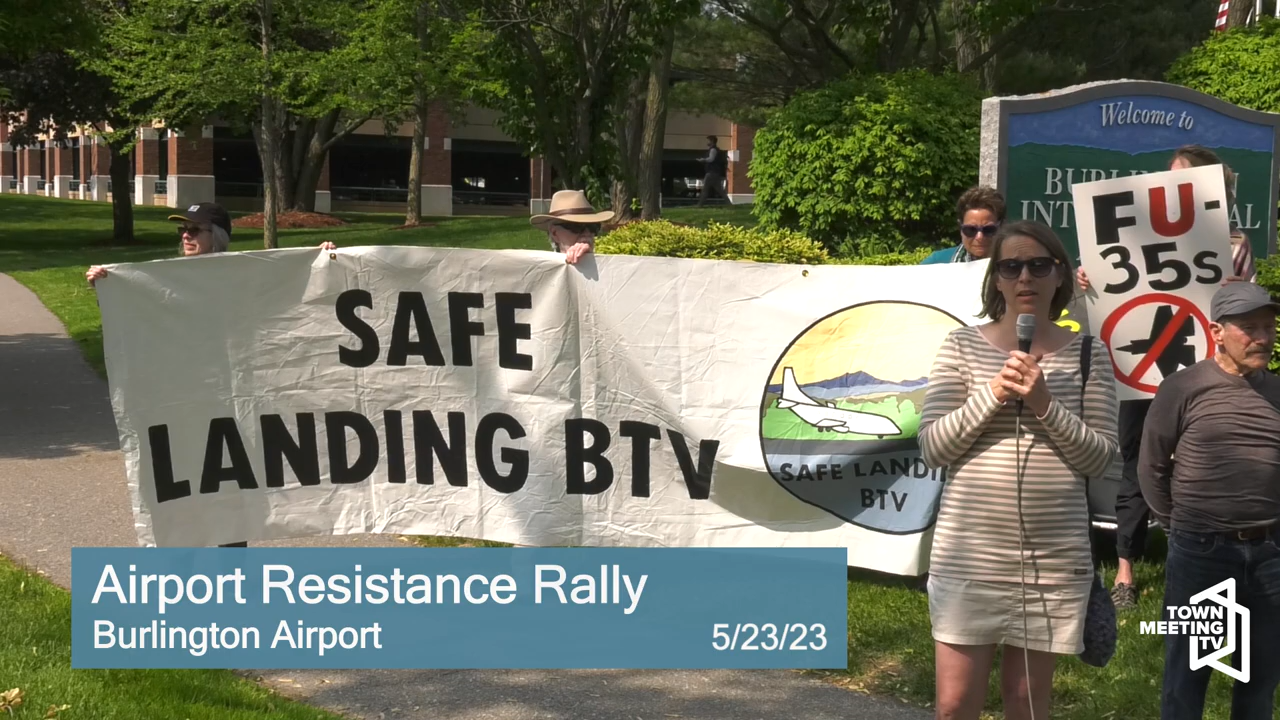 Welcome to
FU-
35s
SAFE
LANDING BTV
SAFE
BTV
Airport Resistance Rally
Burlington Airport
5/23/23
TOWN
MEETING
TV